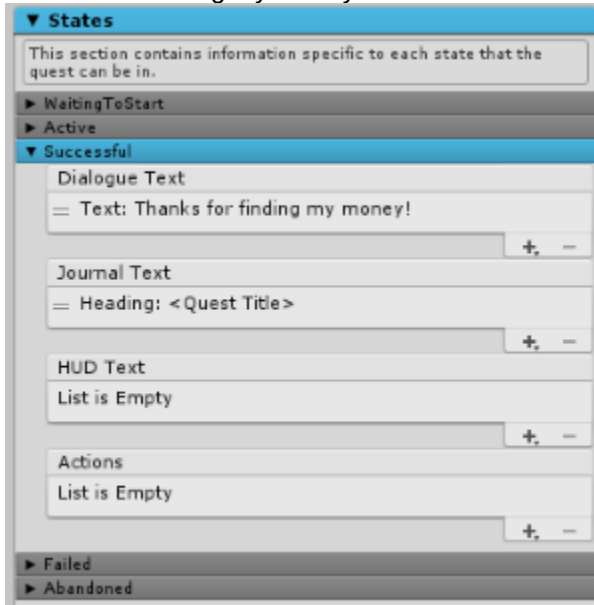 States
This section contains information specific to each state that the
quest can be in.
WaitingToStart
Active
Successful
Dialogue Text
Text: Thanks for finding my money!
Journal Text
Heading: <Quest Title>
HUD Text
List is Empty
Actions
List is Empty
Failed
Abandoned